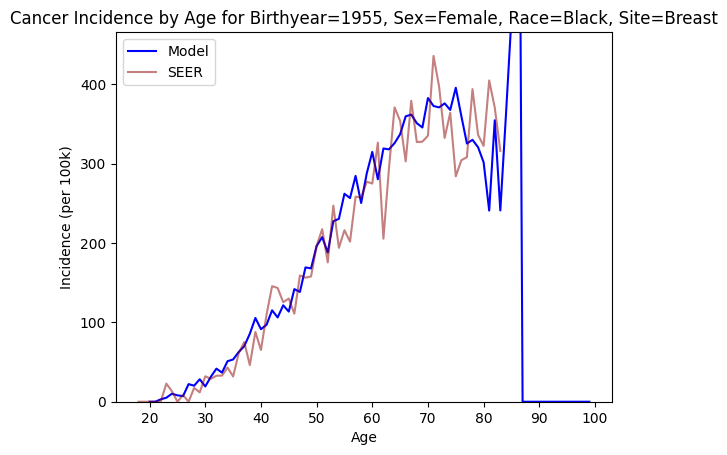 Cancer Incidence by Age for Birthyear=1955, Sex=Female, Race=Black, Site=Breast
Model
SEER
400
300
200
100
0
Incidence (per 100k)
20 30 40 50 60 70 80 90 100
Age